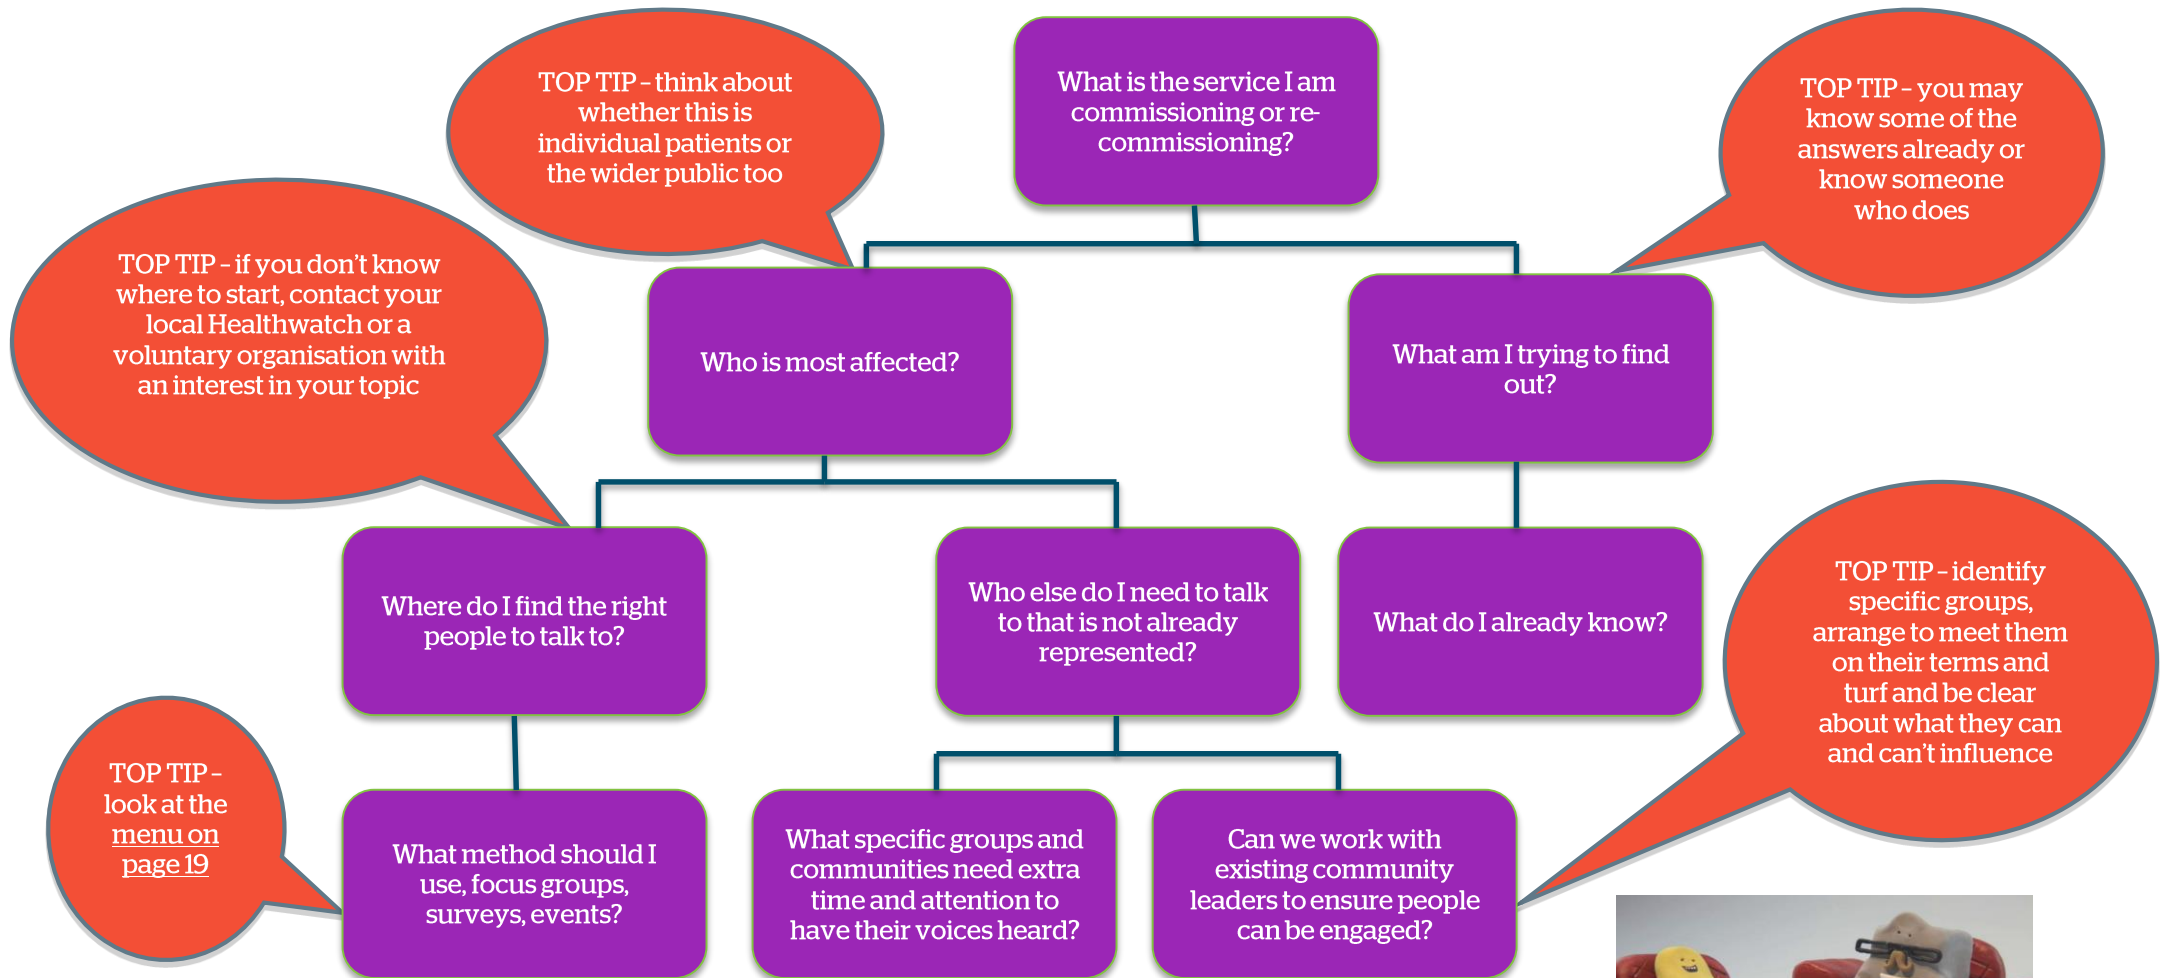 TOP TIP – think about
whether this is
individual patients or
the wider public too
What is the service I am
commissioning or re-
commissioning?
TOP TIP – you may
know some of the
answers already or
know someone
who does
TOP TIP – if you don’t know
where to start, contact your
local Healthwatch or a
voluntary organisation with
an interest in your topic
Who is most affected?
What am I trying to find
out?
Where do I find the right
people to talk to?
Who else do I need to talk
to that is not already
represented?
What do I already know?
TOP TIP – identify
specific groups,
arrange to meet them
on their terms and
turf and be clear
about what they can
and can’t influence
TOP TIP –
look at the
menu on
page 19
What method should I
use, focus groups,
surveys, events?
What specific groups and
communities need extra
time and attention to
have their voices heard?
Can we work with
existing community
leaders to ensure people
can be engaged?